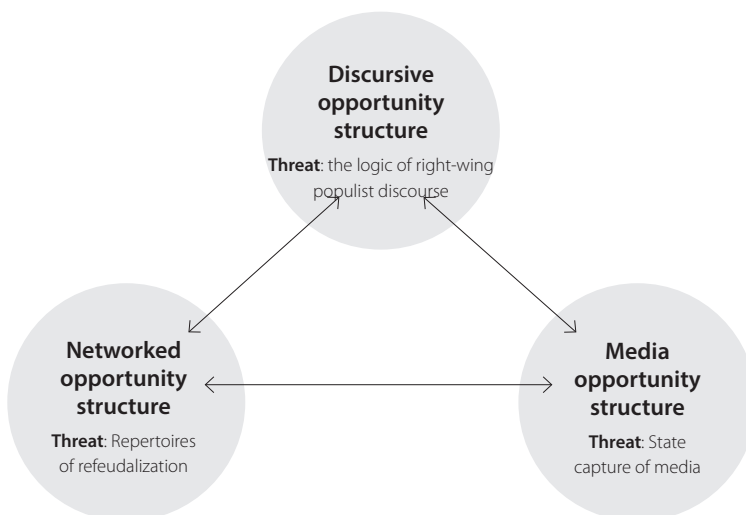 Discursive
opportunity
structure
Threat: the logic of right-wing
populist discourse
Networked
opportunity
structure
Threat: Repertoires
of refeudalization
Media
opportunity
structure
Threat: State
capture of media